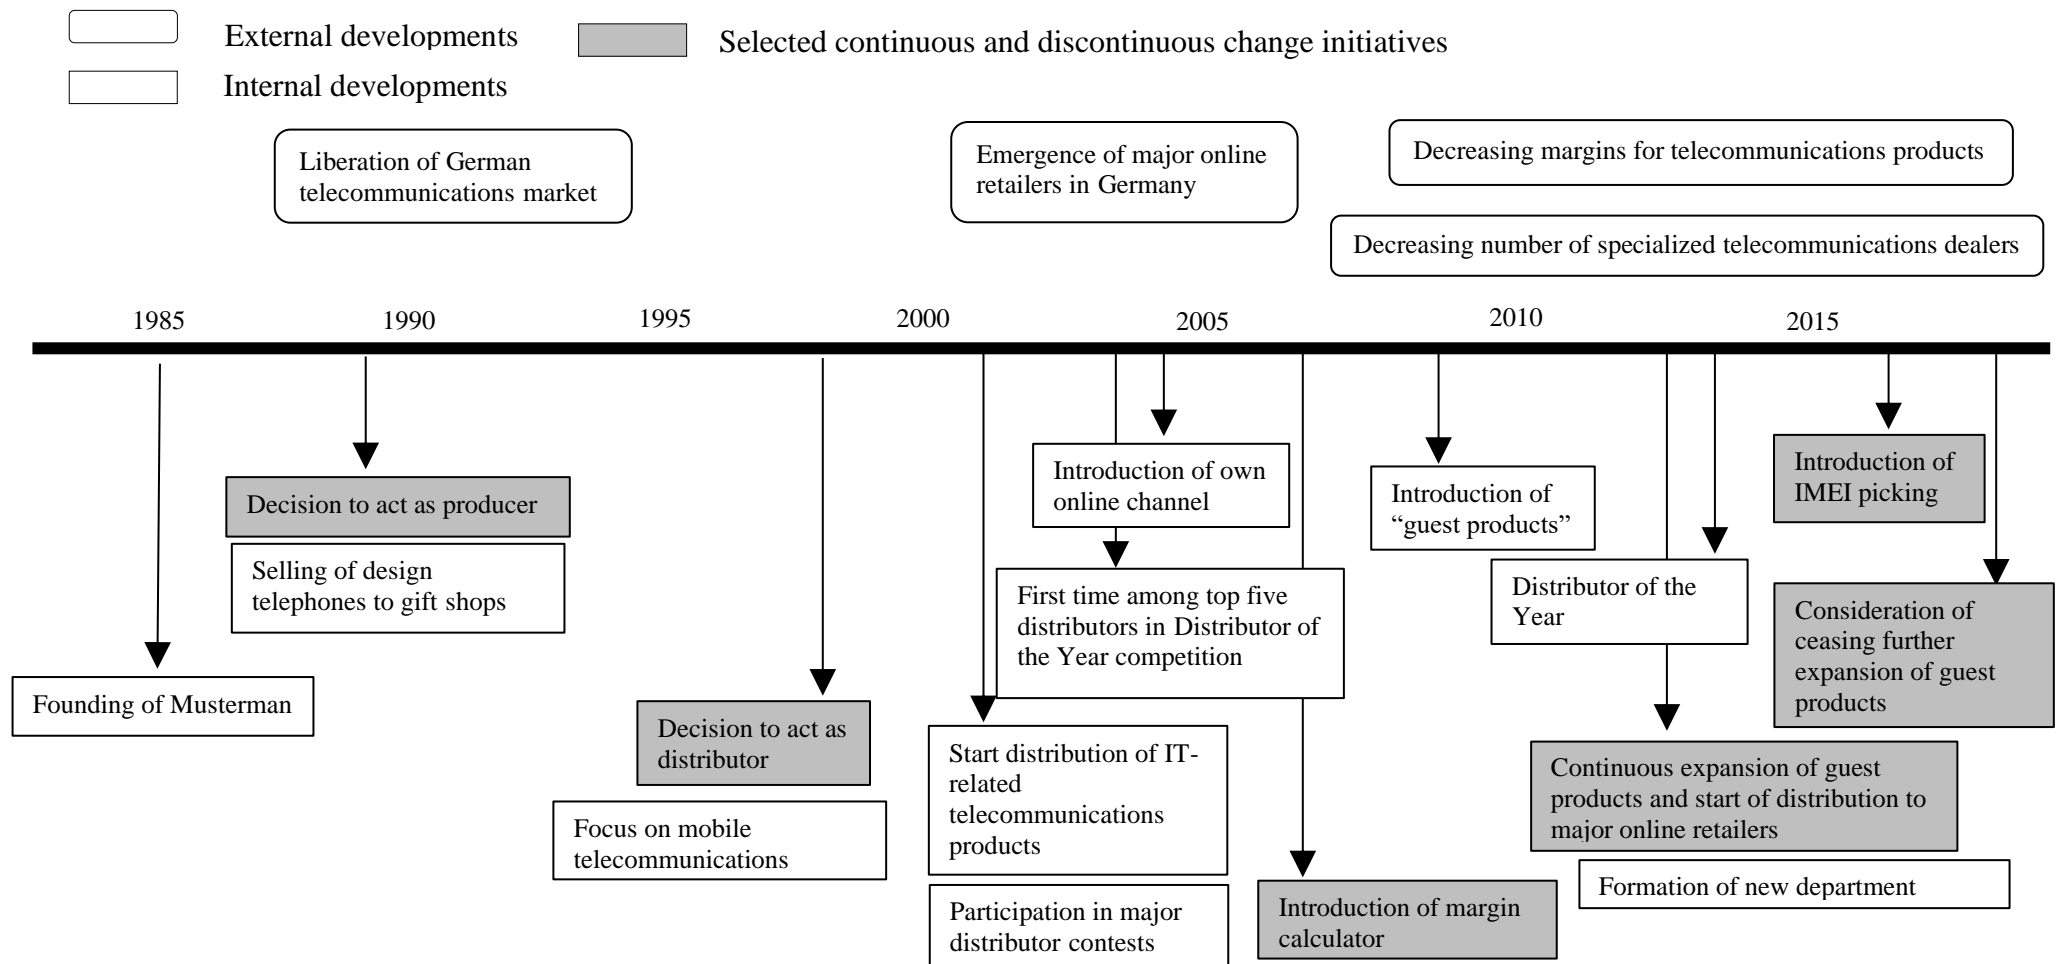 External developments
Selected continuous and discontinuous change initiatives
Internal developments
Liberation of German
telecommunications market
Emergence of major online
retailers in Germany
Decreasing margins for telecommunications products
Decreasing number of specialized telecommunications dealers
1985
1990
1995
2000
2005
2010
2015
Decision to act as producer
Selling of design
telephones to gift shops
Founding of Musterman
Decision to act as
distributor
Focus on mobile
telecommunications
Introduction of own
online channel
First time among top five
distributors in Distributor of
the Year competition
Start distribution of IT-
related
telecommunications
products
Participation in major
distributor contests
Introduction of margin
calculator
Introduction of
“guest products”
Distributor of the
Year
Continuous expansion of guest
products and start of distribution to
major online retailers
Formation of new department
Introduction of
IMEI picking
Consideration of
ceasing further
expansion of guest
products